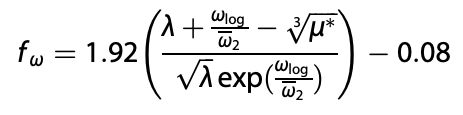 f_ω = 1.92 ( (λ + ω_log/ω̅_2 − ∛μ*) / (√λ exp(ω_log/ω̅_2)) ) − 0.08